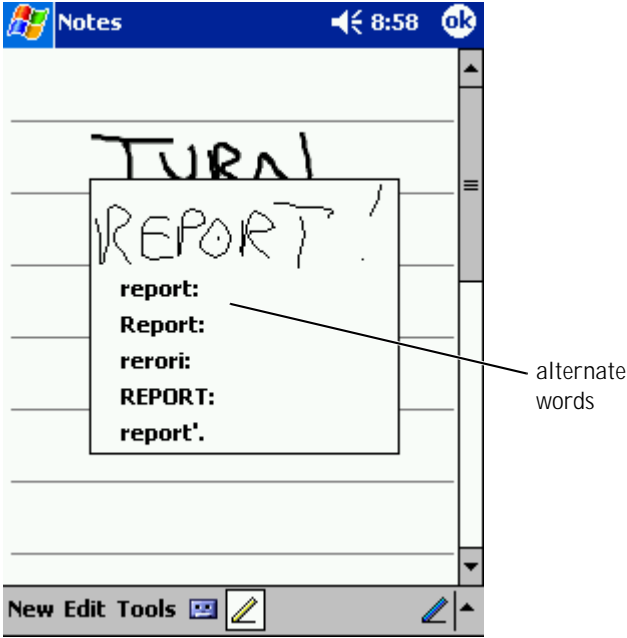 Notes 8:58 ok
TURN
REPORT!
report:
Report:
rerori:
REPORT:
report'.
alternate
words
New Edit Tools